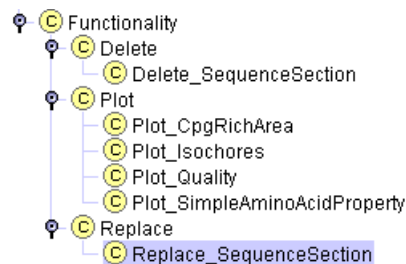 C Functionality
C Delete
C Delete_SequenceSection
C Plot
C Plot_CpgRichArea
C Plot_Isochores
C Plot_Quality
C Plot_SimpleAminoAcidProperty
C Replace
C Replace_SequenceSection